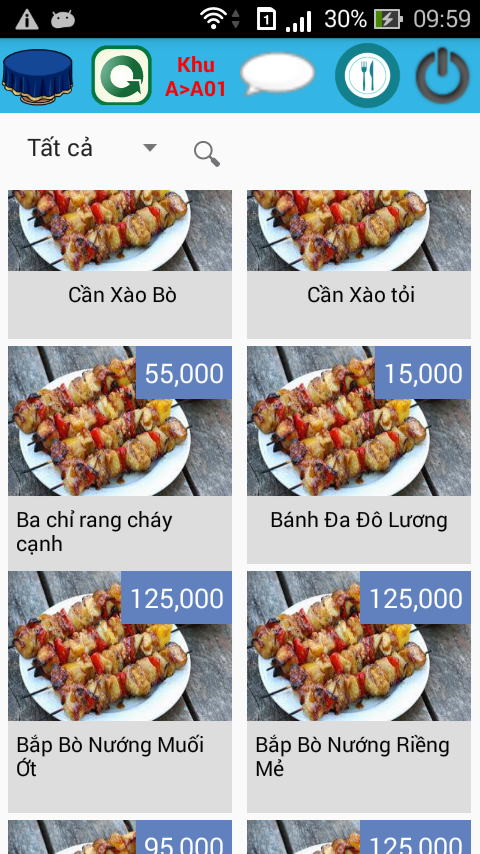 1
30%
09:59
Khu
A>A01
Tất cả
Cần Xào Bò
Cần Xào tỏi
55,000
15,000
Ba chỉ rang cháy
cạnh
Bánh Đa Đô Lương
125,000
125,000
Bắp Bò Nướng Muối
Ớt
Bắp Bò Nướng Riềng
Mẻ
95,000
125,000